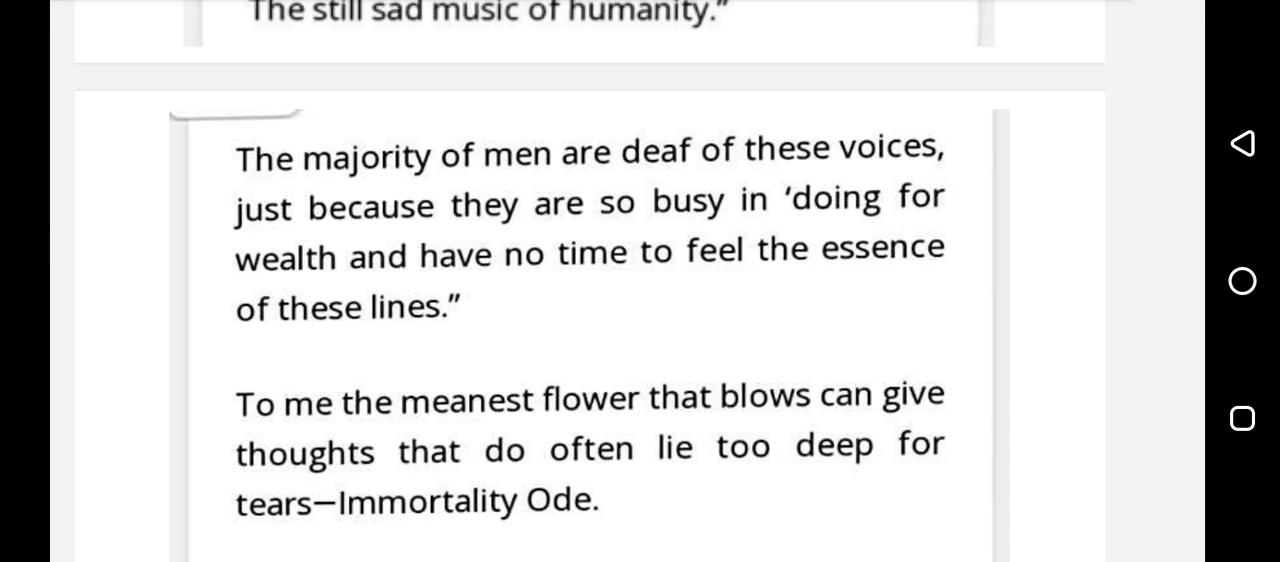 The still sad music of humanity.”
The majority of men are deaf of these voices,
just because they are so busy in ‘doing for
wealth and have no time to feel the essence
of these lines.”
To me the meanest flower that blows can give
thoughts that do often lie too deep for
tears—Immortality Ode.